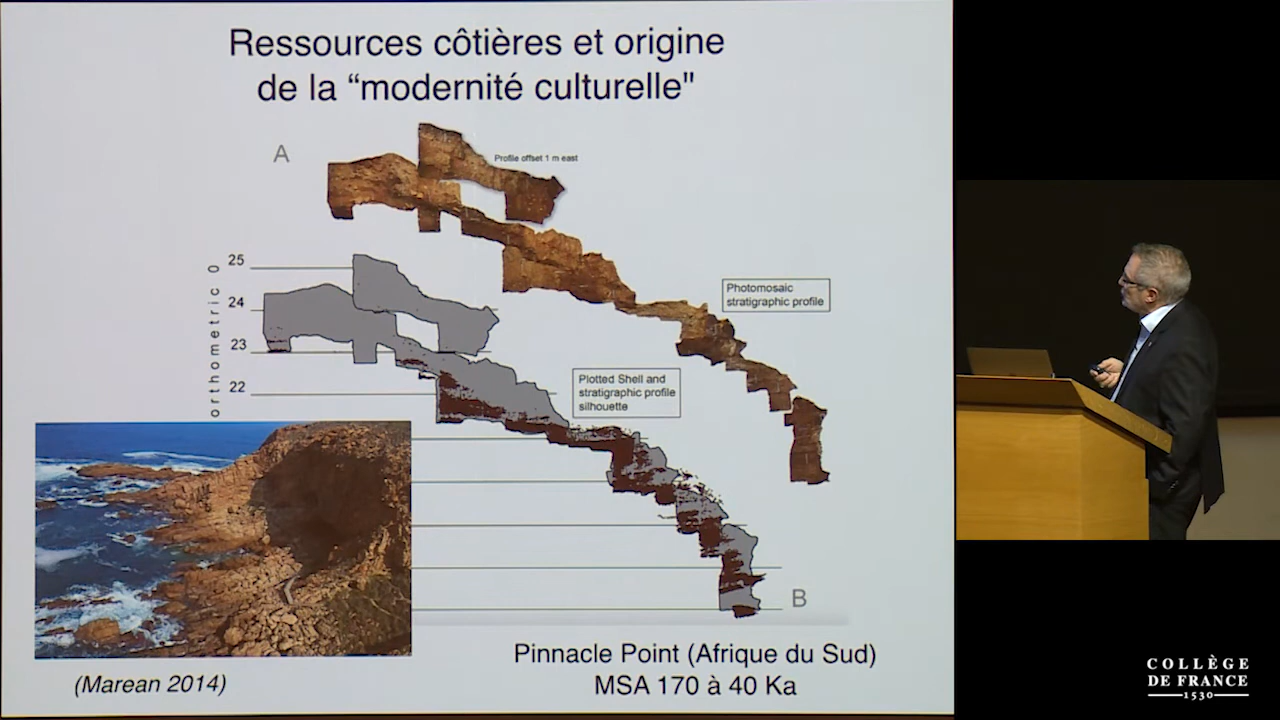 Ressources côtières et origine
de la “modernité culturelle"
A
Profile offset 1 m east
Photomosaic
stratigraphic profile
orthometric 0
25
24
23
22
Plotted Shell and
stratigraphic profile
silhouette
B
(Marean 2014)
Pinnacle Point (Afrique du Sud)
MSA 170 à 40 Ka
COLLÈGE
DE FRANCE
1530